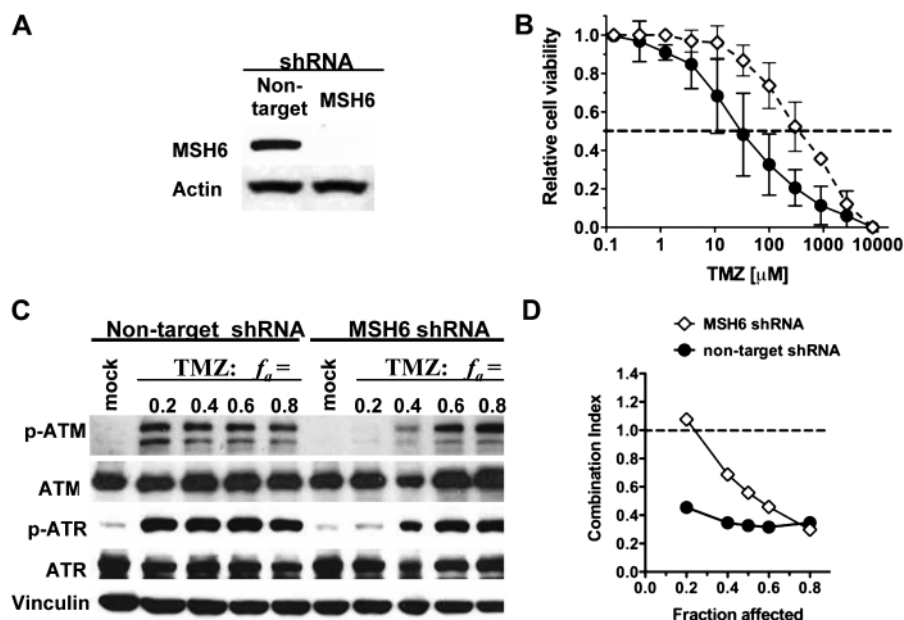 A
shRNA
Non-
target
MSH6
MSH6
Actin
B
Relative cell viability
1.0
0.8
0.6
0.4
0.2
0.0
0.1
1
10
100
1000
10000
TMZ [µM]
C
Non-target shRNA
MSH6 shRNA
mock
TMZ: fa =
0.2 0.4 0.6 0.8
mock
TMZ: fa =
0.2 0.4 0.6 0.8
p-ATM
ATM
p-ATR
ATR
Vinculin
D
MSH6 shRNA
non-target shRNA
Combination Index
1.4
1.2
1.0
0.8
0.6
0.4
0.2
0.0
0.0 0.2 0.4 0.6 0.8
Fraction affected